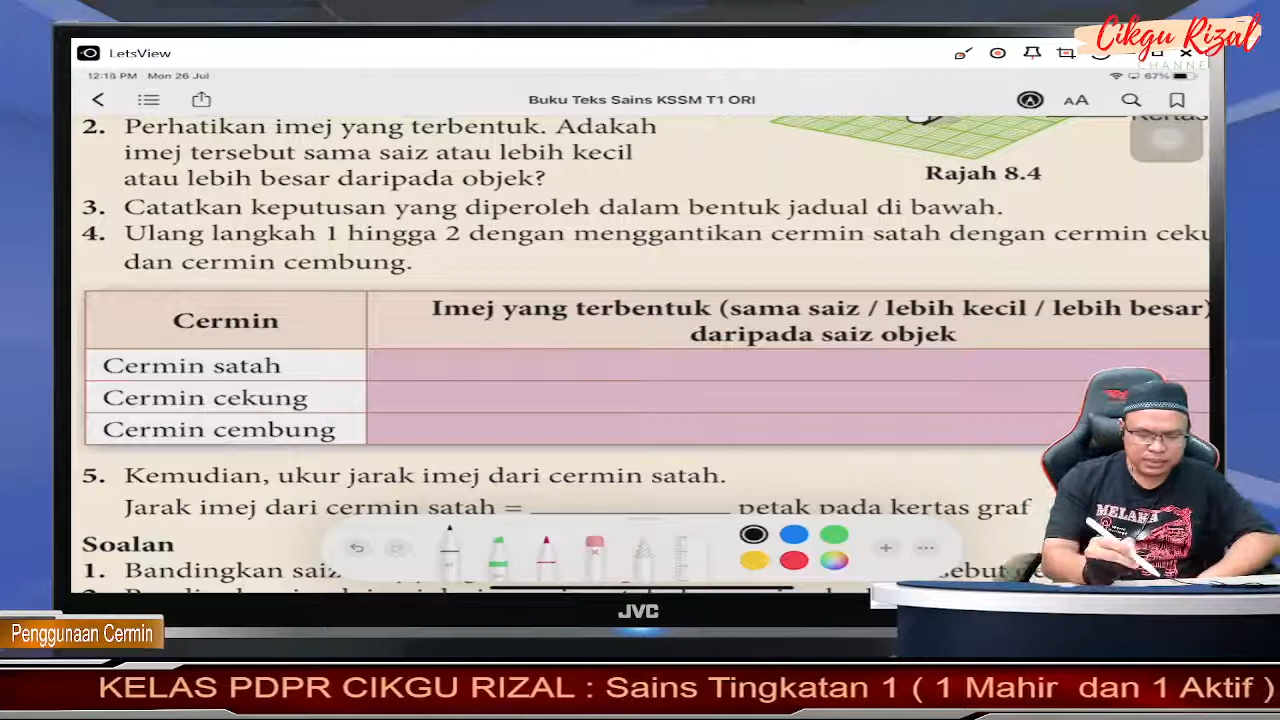 Cikgu Rizal
CHANNEL
LetsView
12:18 PM Mon 26 Jul
67%
Buku Teks Sains KSSM T1 ORI
AA
2. Perhatikan imej yang terbentuk. Adakah
imej tersebut sama saiz atau lebih kecil
atau lebih besar daripada objek?
Rajah 8.4
3. Catatkan keputusan yang diperoleh dalam bentuk jadual di bawah.
4. Ulang langkah 1 hingga 2 dengan menggantikan cermin satah dengan cermin ceku
dan cermin cembung.
Cermin
Imej yang terbentuk (sama saiz / lebih kecil / lebih besar)
daripada saiz objek
Cermin satah
Cermin cekung
Cermin cembung
5. Kemudian, ukur jarak imej dari cermin satah.
Jarak imej dari cermin satah = petak pada kertas graf
Soalan
1. Bandingkan saiz
MELAKA
JVC
Penggunaan Cermin
KELAS PDPR CIKGU RIZAL : Sains Tingkatan 1 ( 1 Mahir dan 1 Aktif )